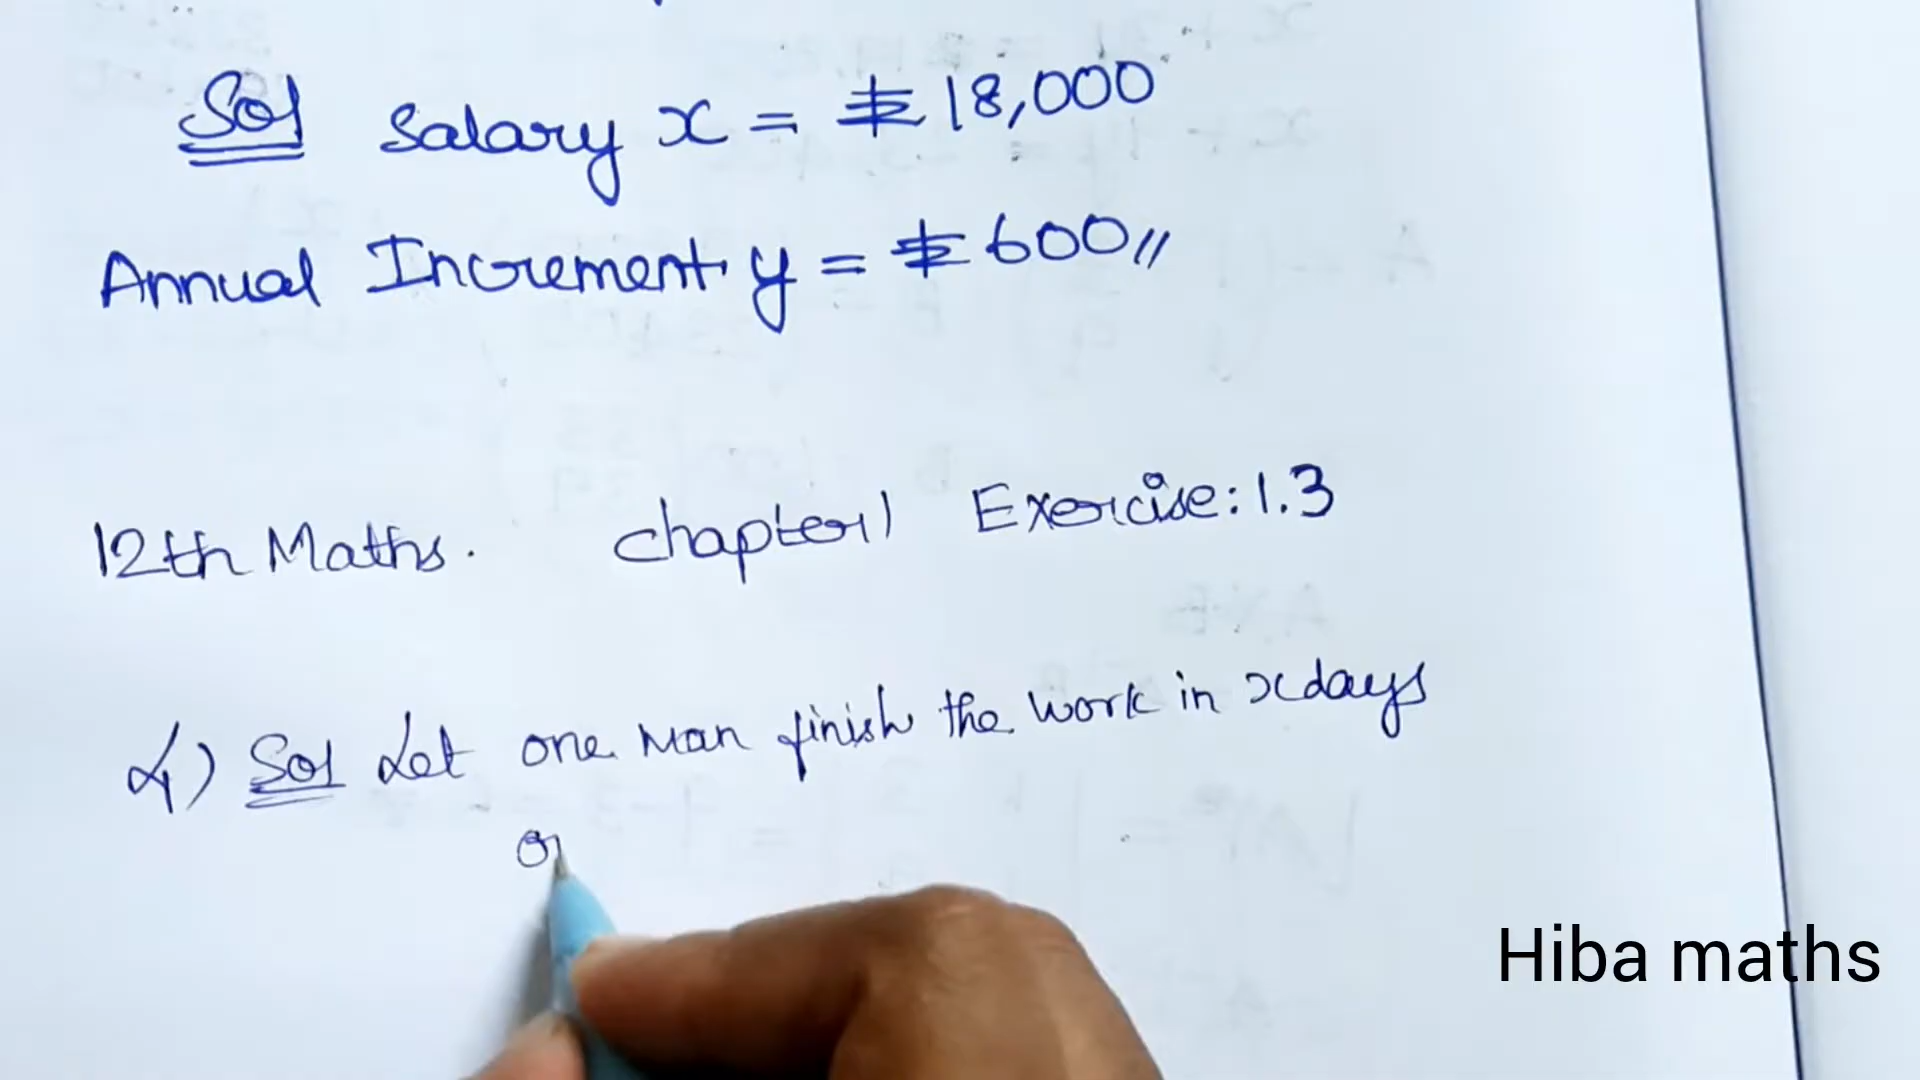 Sol Salary x = ₹ 18,000
Annual Increment y = ₹ 600 //
12th Maths. chapter 1 Exercise: 1.3
4) Sol Let one Man finish the work in x days
on
Hiba maths